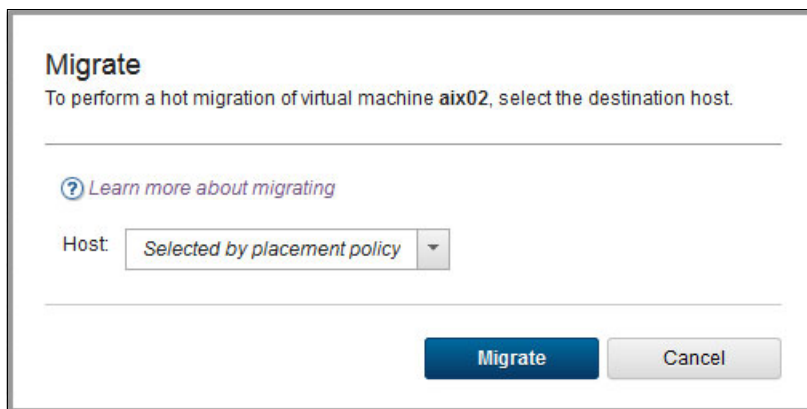 Migrate
To perform a hot migration of virtual machine aix02, select the destination host.
? Learn more about migrating
Host: Selected by placement policy
Migrate Cancel